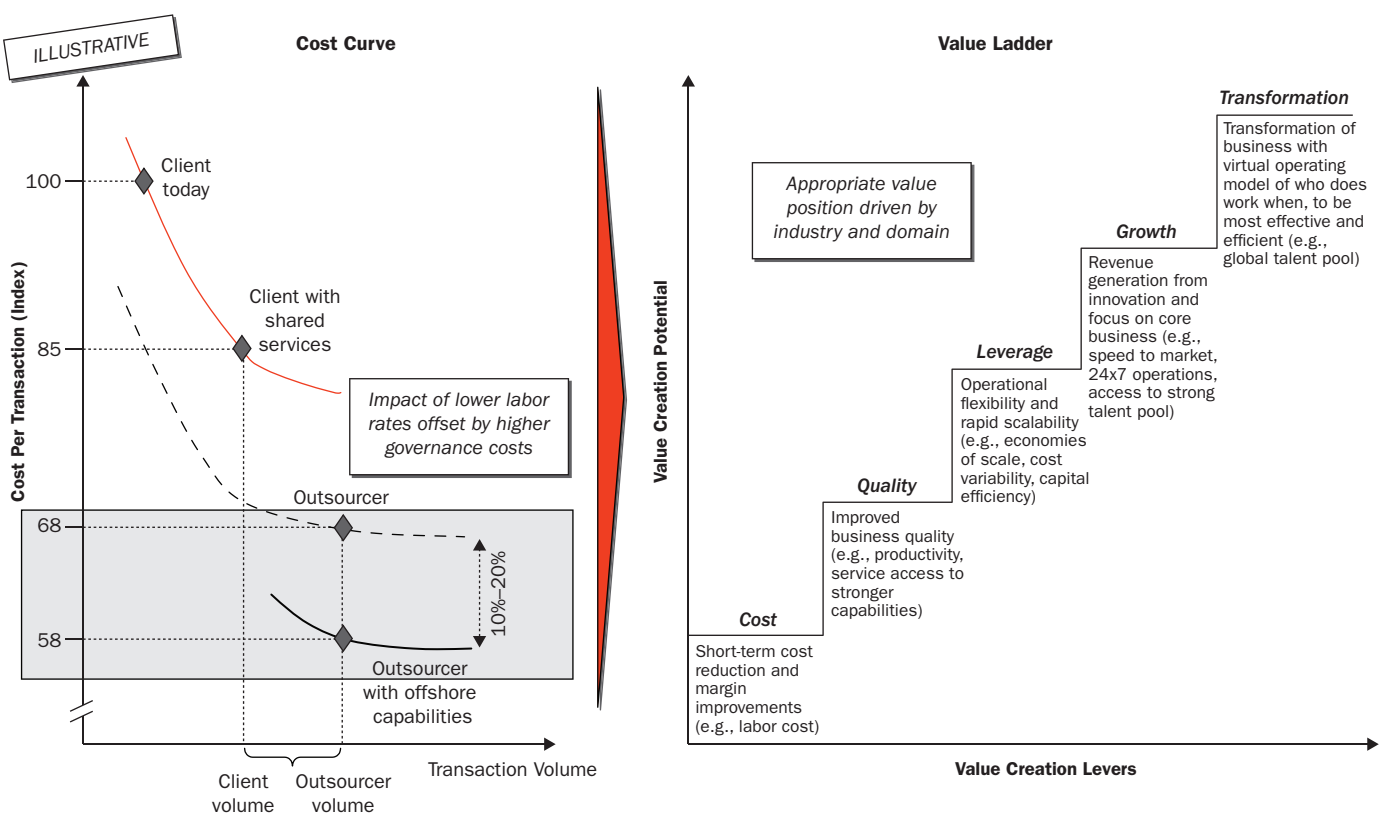 ILLUSTRATIVE
Cost Curve
Cost Per Transaction (Index)
100
85
68
58
Client
today
Client with
shared
services
Impact of lower labor
rates offset by higher
governance costs
Outsourcer
10%–20%
Outsourcer
with offshore
capabilities
Transaction Volume
Client
volume
Outsourcer
volume
Value Ladder
Value Creation Potential
Appropriate value
position driven by
industry and domain
Cost
Short-term cost
reduction and
margin
improvements
(e.g., labor cost)
Quality
Improved
business quality
(e.g., productivity,
service access to
stronger
capabilities)
Leverage
Operational
flexibility and
rapid scalability
(e.g., economies
of scale, cost
variability, capital
efficiency)
Growth
Revenue
generation from
innovation and
focus on core
business (e.g.,
speed to market,
24x7 operations,
access to strong
talent pool)
Transformation
Transformation of
business with
virtual operating
model of who does
work when, to be
most effective and
efficient (e.g.,
global talent pool)
Value Creation Levers